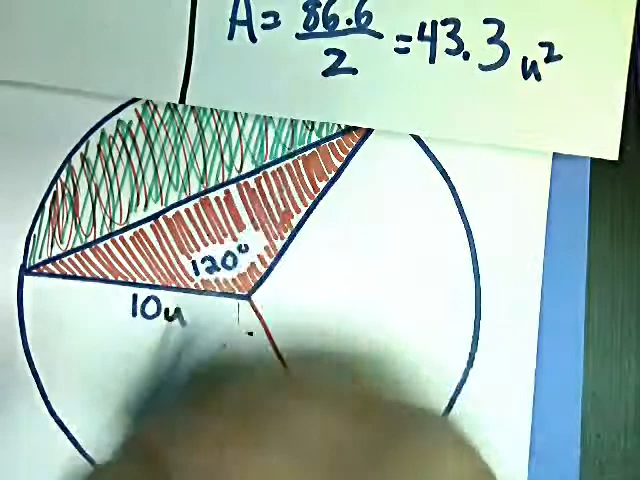 A = 86.6/2 = 43.3 u²
120°
10u